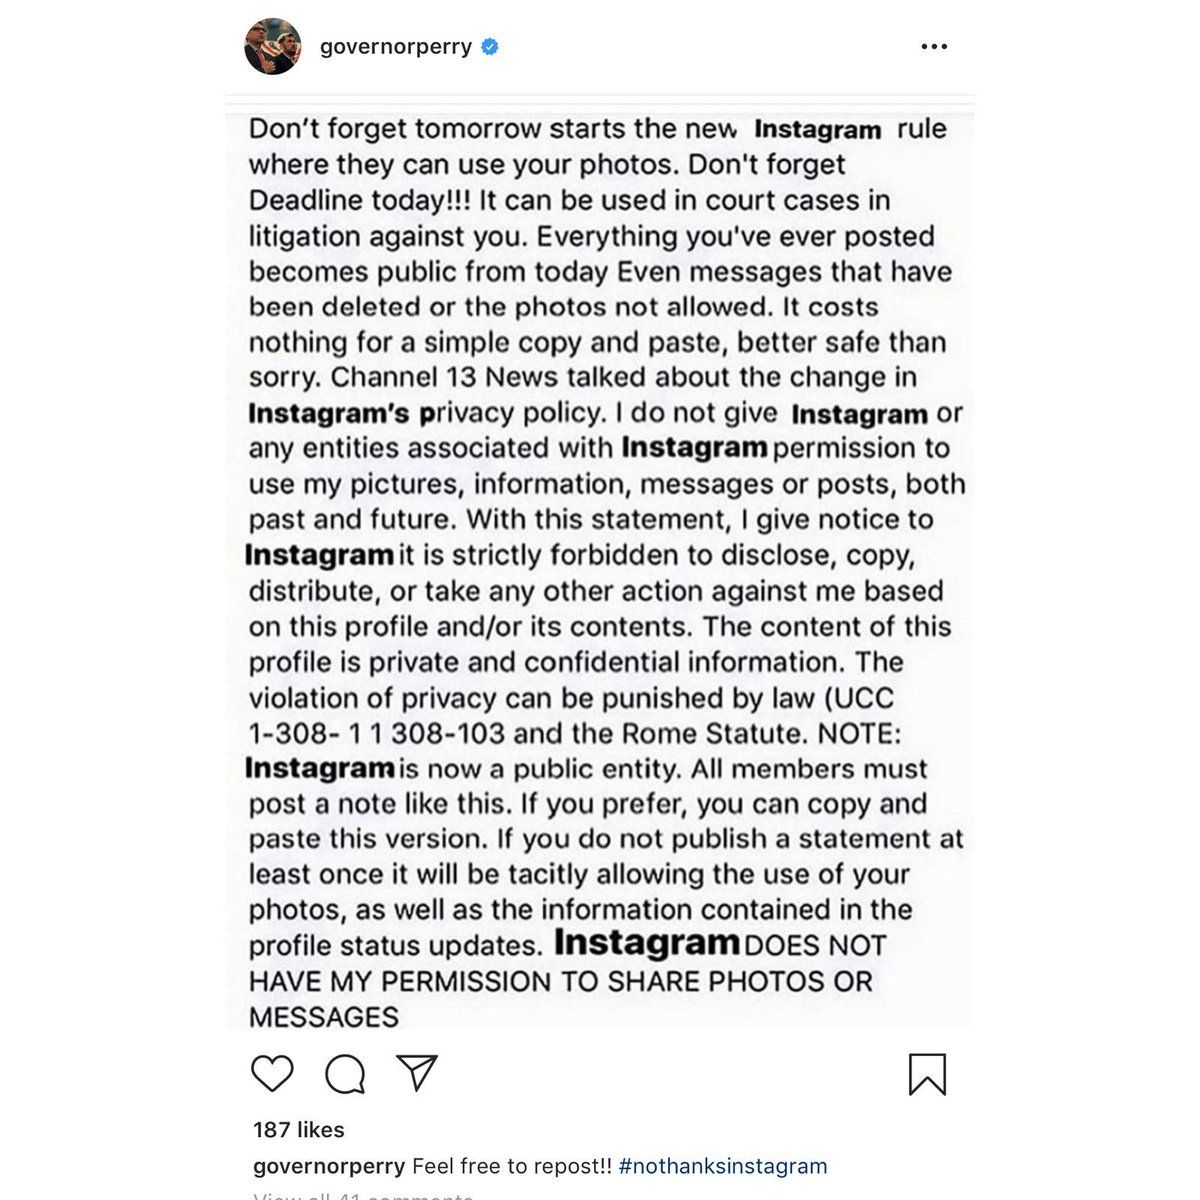 governorperry
Don't forget tomorrow starts the new Instagram rule
where they can use your photos. Don't forget
Deadline today!!! It can be used in court cases in
litigation against you. Everything you've ever posted
becomes public from today Even messages that have
been deleted or the photos not allowed. It costs
nothing for a simple copy and paste, better safe than
sorry. Channel 13 News talked about the change in
Instagram's privacy policy. I do not give Instagram or
any entities associated with Instagram permission to
use my pictures, information, messages or posts, both
past and future. With this statement, I give notice to
Instagram it is strictly forbidden to disclose, copy,
distribute, or take any other action against me based
on this profile and/or its contents. The content of this
profile is private and confidential information. The
violation of privacy can be punished by law (UCC
1-308- 1 1 308-103 and the Rome Statute. NOTE:
Instagram is now a public entity. All members must
post a note like this. If you prefer, you can copy and
paste this version. If you do not publish a statement at
least once it will be tacitly allowing the use of your
photos, as well as the information contained in the
profile status updates. Instagram DOES NOT
HAVE MY PERMISSION TO SHARE PHOTOS OR
MESSAGES
187 likes
governorperry Feel free to repost!! #nothanksinstagram
View all 41 comments